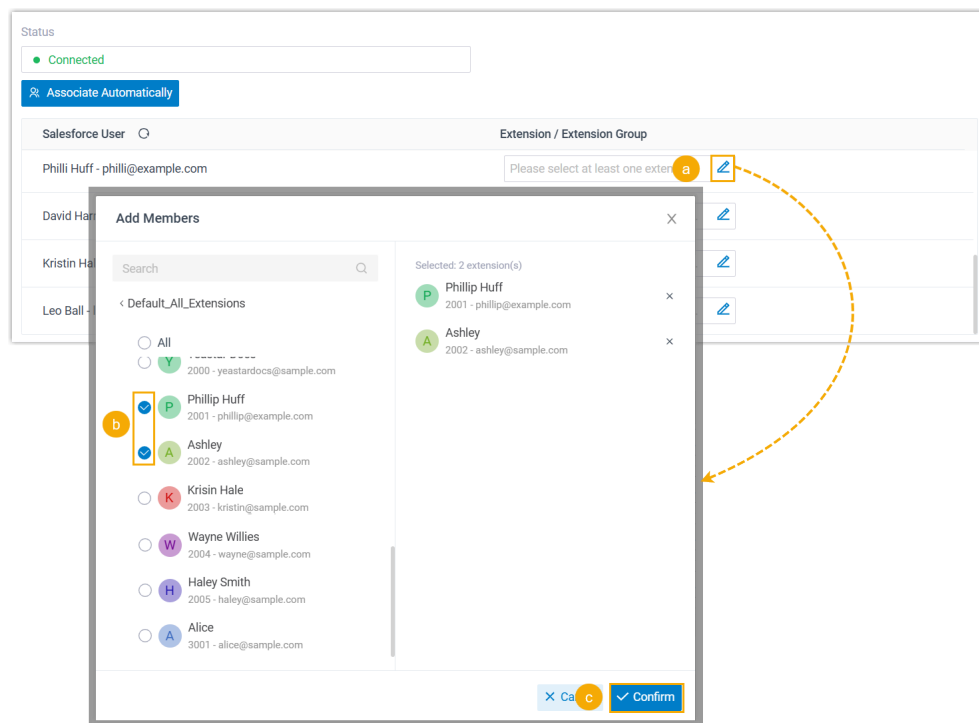 Status
Connected
Associate Automatically
Salesforce User
Extension / Extension Group
Philli Huff - philli@example.com
Please select at least one exten
a
David Har
Kristin Ha
Leo Ball -
Add Members
Search
Default_All_Extensions
All
2000 - yeastardocs@sample.com
P
Phillip Huff
2001 - phillip@example.com
b
A
Ashley
2002 - ashley@sample.com
K
Krisin Hale
2003 - kristin@sample.com
W
Wayne Willies
2004 - wayne@sample.com
H
Haley Smith
2005 - haley@sample.com
A
Alice
3001 - alice@sample.com
Selected: 2 extension(s)
P
Phillip Huff
2001 - phillip@example.com
A
Ashley
2002 - ashley@sample.com
Ca
c
Confirm